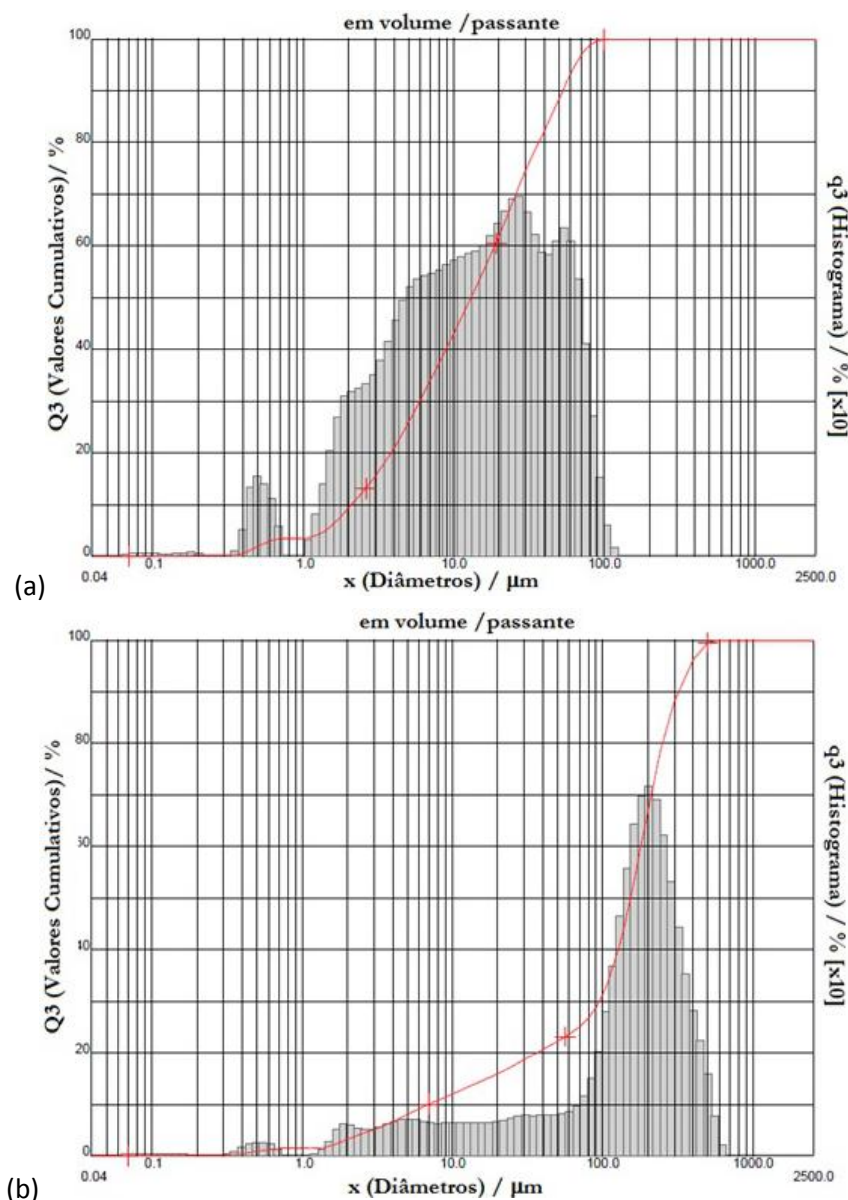 em volume /passante
100
80
60
40
20
0
Q3 (Valores Cumulativos)/ %
q3 (Histograma) / % [x10]
0.04 0.1 1.0 10.0 100.0 1000.0 2500.0
x (Diâmetros) / µm
(a)
em volume /passante
100
80
60
40
20
0
Q3 (Valores Cumulativos)/ %
q3 (Histograma) / % [x10]
0.04 0.1 1.0 10.0 100.0 1000.0 2500.0
x (Diâmetros) / µm
(b)